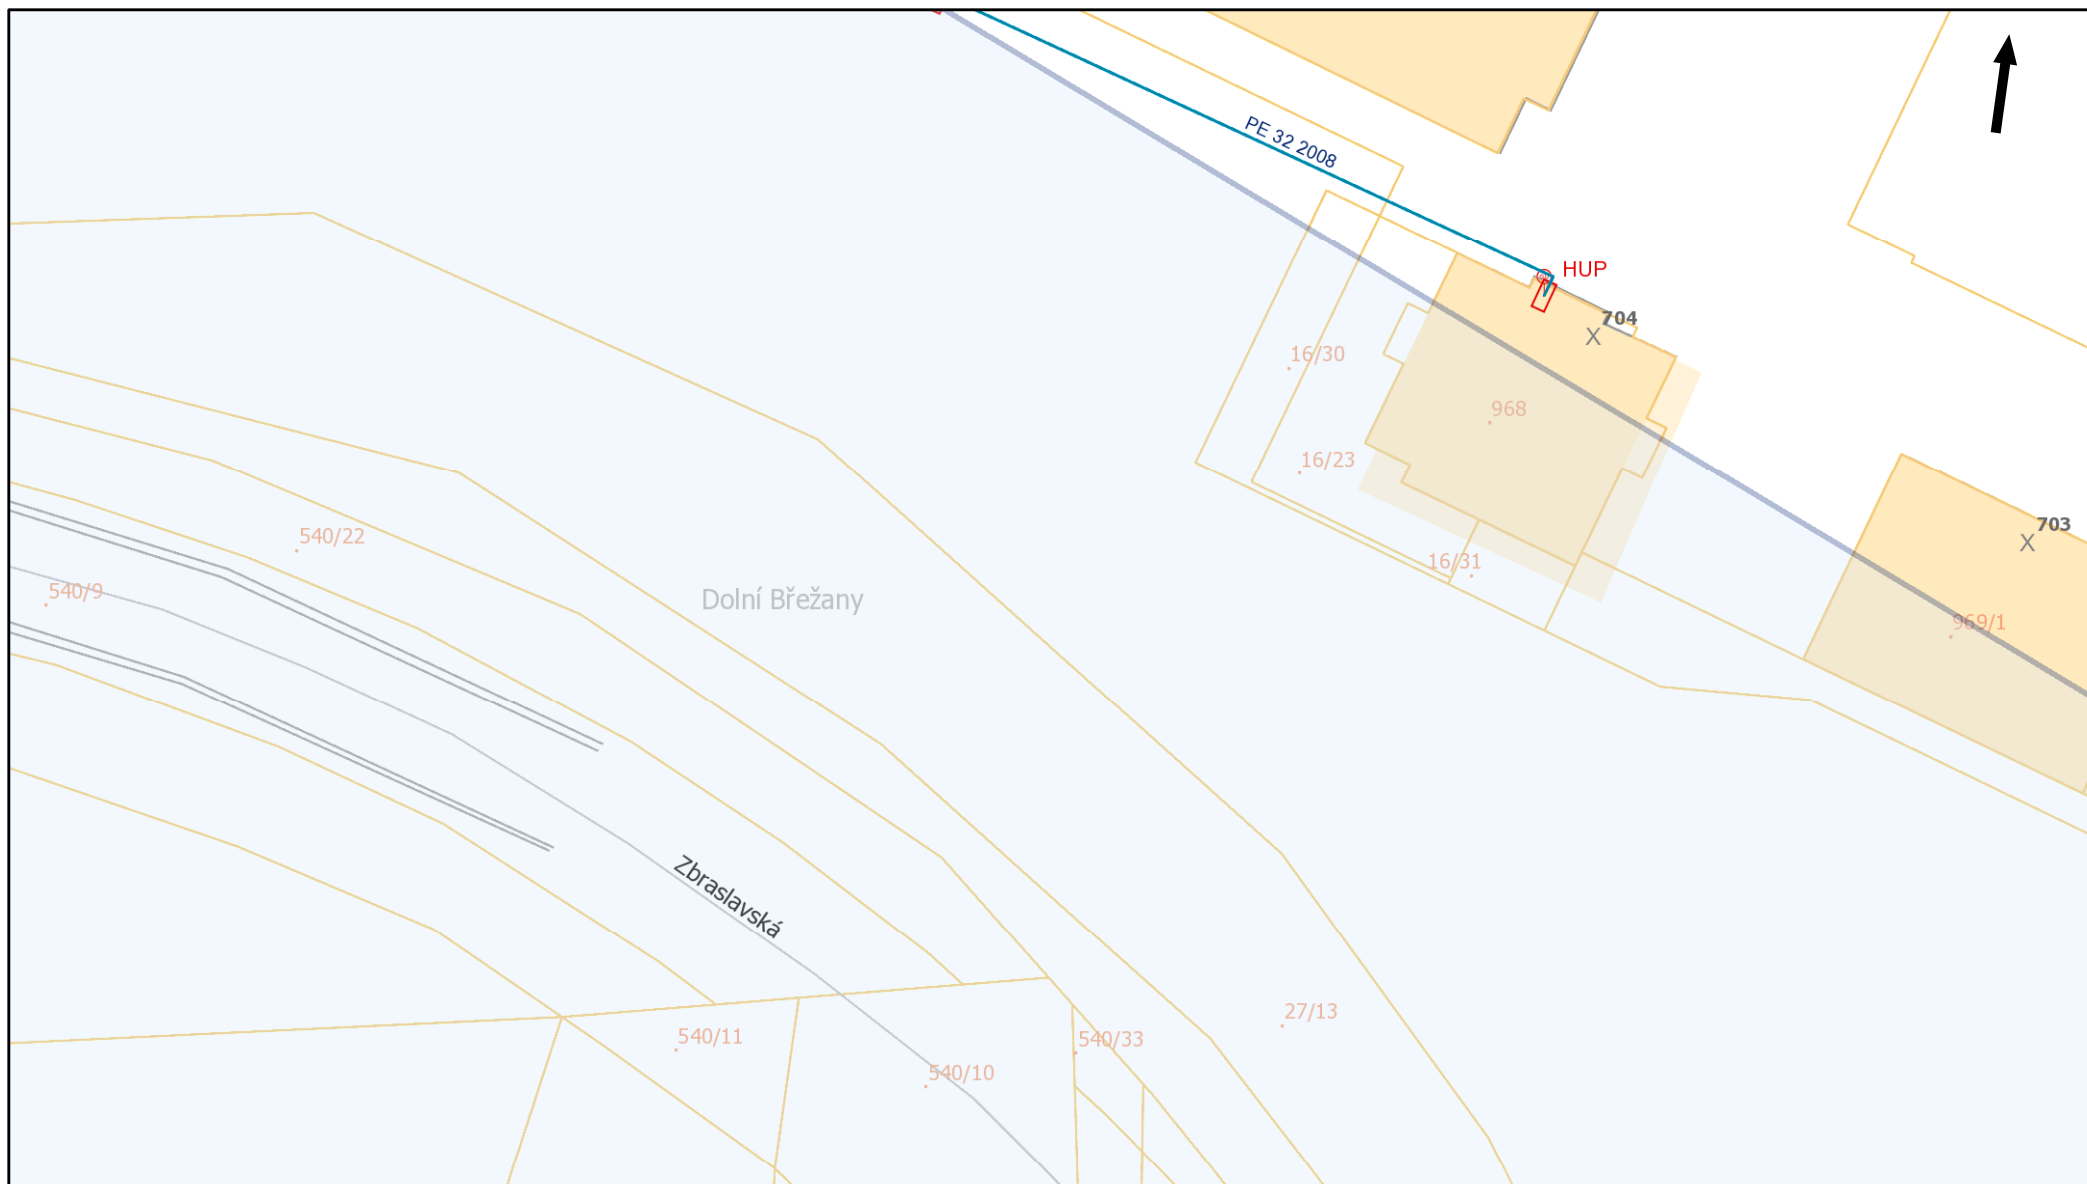 PE 32 2008
HUP
704
X
16/30
968
16/23
703
X
540/22
16/31
540/9
Dolní Břežany
969/1
Zbraslavská
27/13
540/11
540/33
540/10